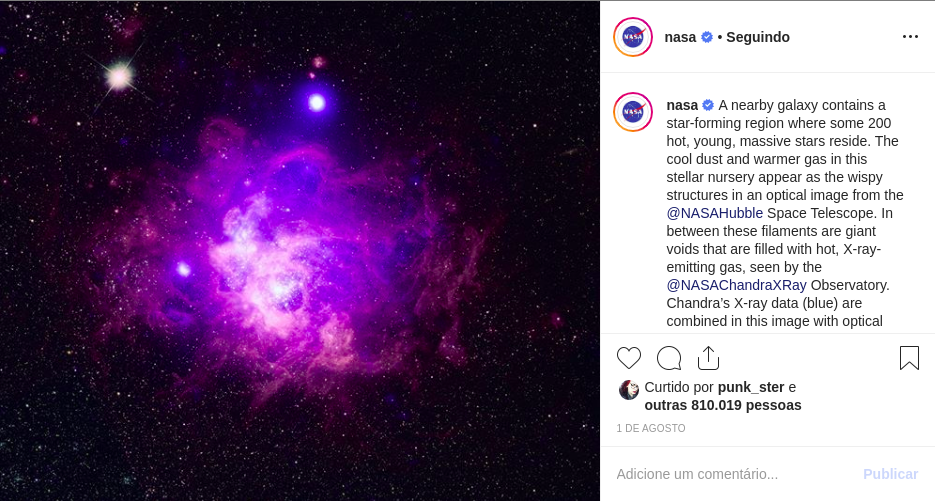 nasa • Seguindo
nasa A nearby galaxy contains a
star-forming region where some 200
hot, young, massive stars reside. The
cool dust and warmer gas in this
stellar nursery appear as the wispy
structures in an optical image from the
@NASAHubble Space Telescope. In
between these filaments are giant
voids that are filled with hot, X-ray-
emitting gas, seen by the
@NASAChandraXRay Observatory.
Chandra’s X-ray data (blue) are
combined in this image with optical
Curtido por punk_ster e
outras 810.019 pessoas
1 DE AGOSTO
Adicione um comentário... Publicar